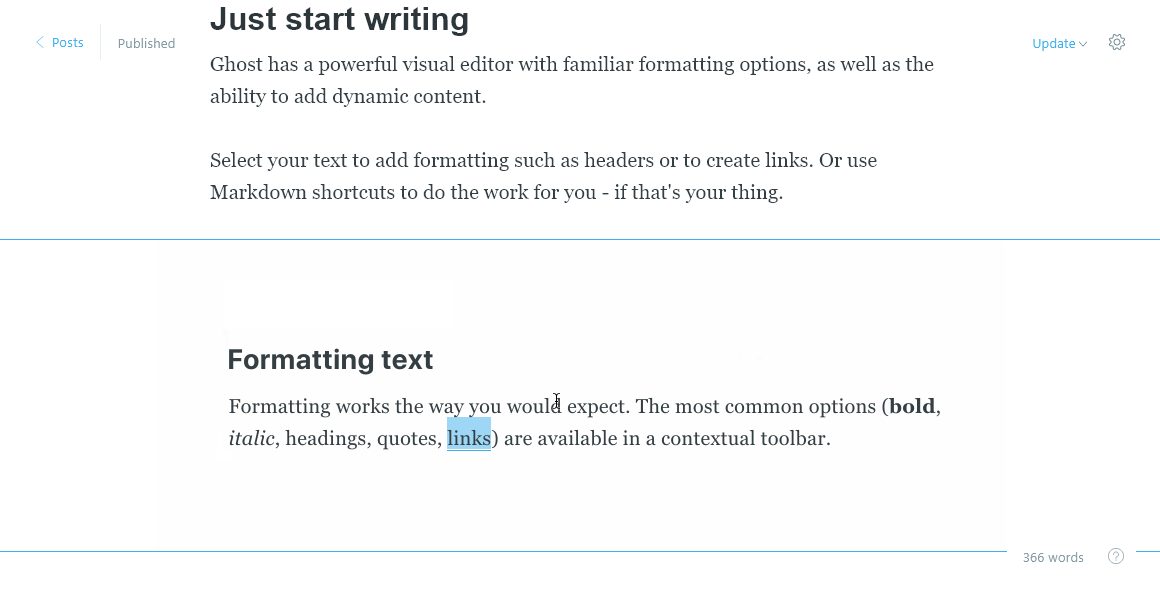 Just start writing
Posts
Published
Update
Ghost has a powerful visual editor with familiar formatting options, as well as the
ability to add dynamic content.
Select your text to add formatting such as headers or to create links. Or use
Markdown shortcuts to do the work for you - if that's your thing.
Formatting text
Formatting works the way you would expect. The most common options (bold,
italic, headings, quotes, links) are available in a contextual toolbar.
366 words
?